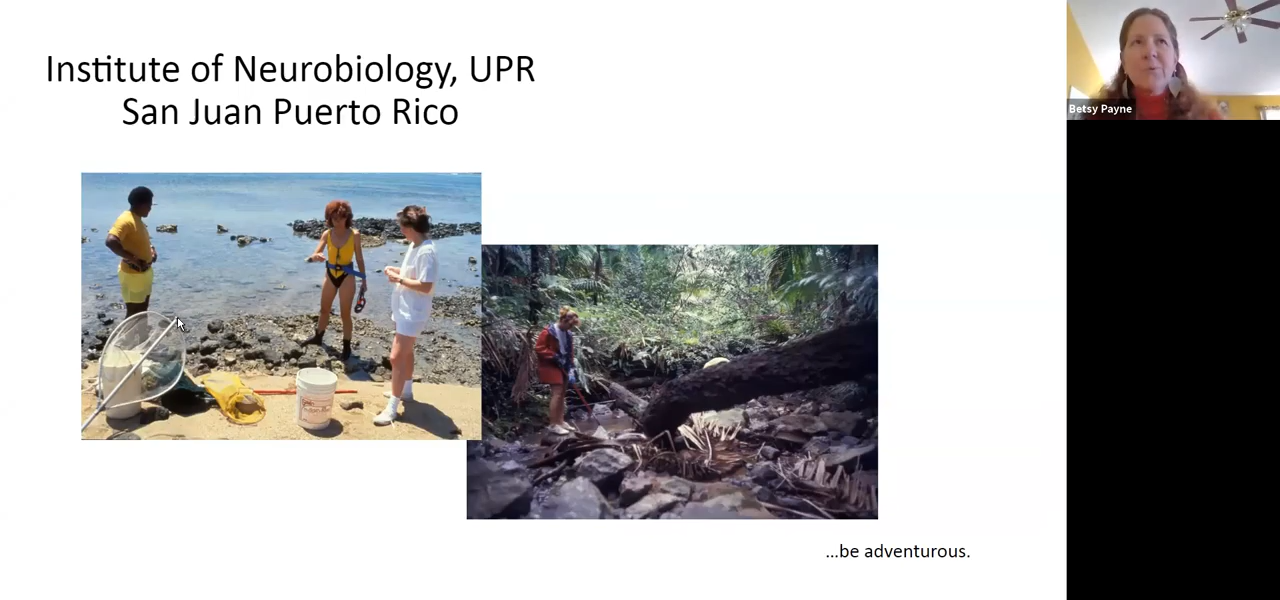 Institute of Neurobiology, UPR
San Juan Puerto Rico
Betsy Payne
...be adventurous.